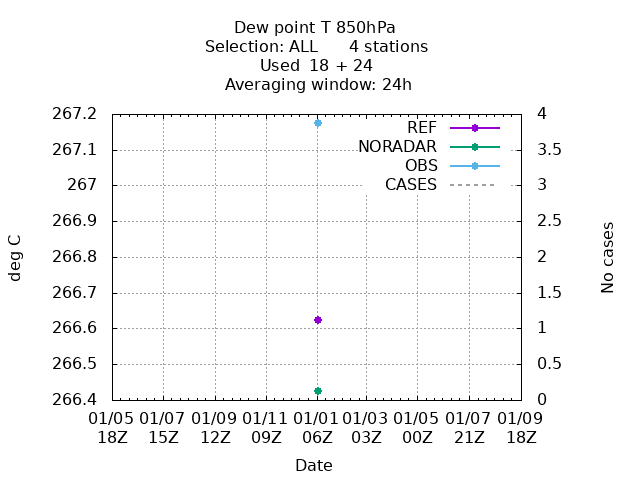 Dew point T 850hPa
Selection: ALL      4 stations
Used  18 + 24
Averaging window: 24h
267.2
267.1
267
266.9
266.8
266.7
266.6
266.5
266.4
4
3.5
3
2.5
2
1.5
1
0.5
0
deg C
No cases
REF
NORADAR
OBS
CASES
01/05 01/07 01/09 01/11 01/01 01/03 01/05 01/07 01/09
18Z 15Z 12Z 09Z 06Z 03Z 00Z 21Z 18Z
Date